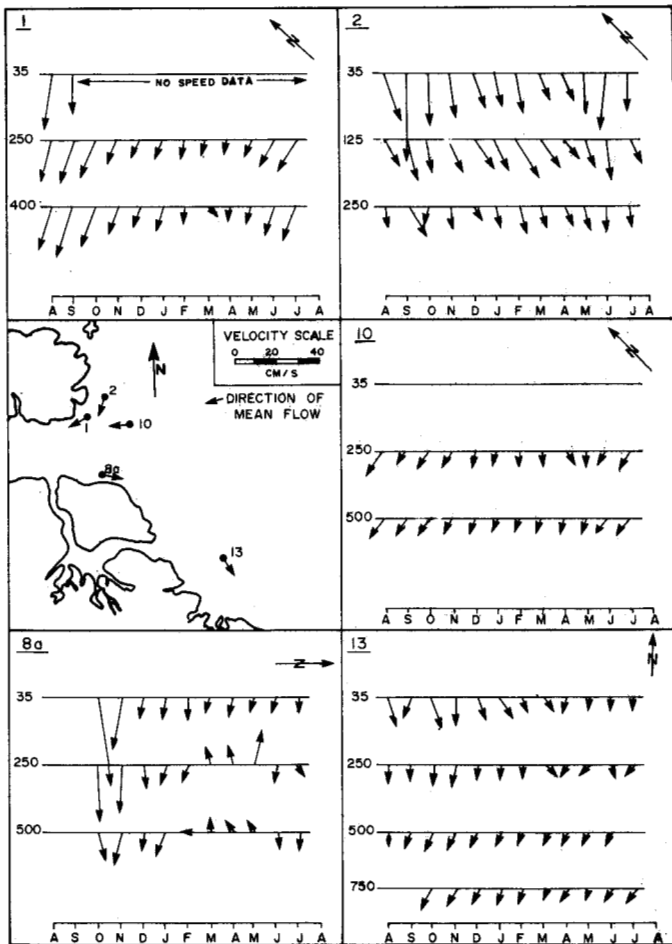 1
N
35
NO SPEED DATA
250
400
A S O N D J F M A M J J A
2
N
35
125
250
A S O N D J F M A M J J A
VELOCITY SCALE
0 20 40
CM/S
N
DIRECTION OF
MEAN FLOW
2
1
10
8a
13
10
N
35
250
500
A S O N D J F M A M J J A
8a
N
35
250
500
A S O N D J F M A M J J A
13
N
35
250
500
750
A S O N D J F M A M J J A